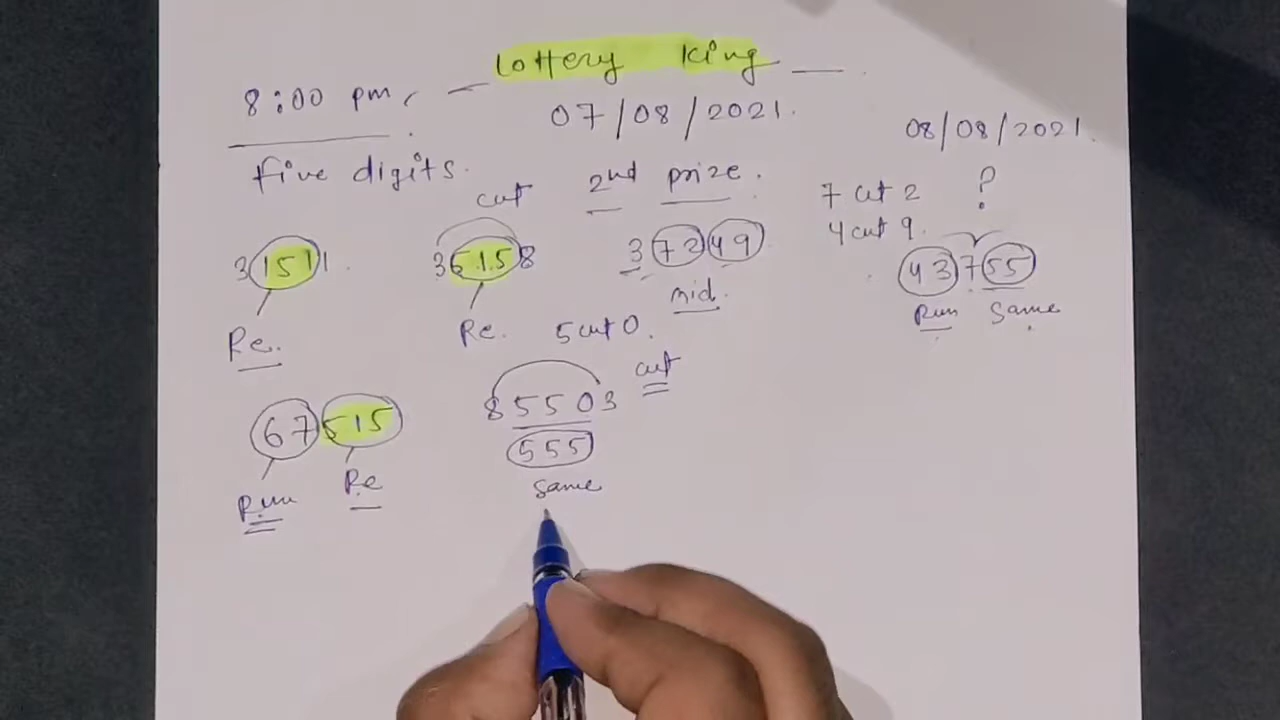 Lottery King
8:00 pm,
07/08/2021.
08/08/2021.
five digits.
cut
2nd prize.
7 cut 2
?
4 cut 9.
31511.
36158
37249
43755
Re.
Re.
mid.
Run
Same
5 cut 0.
cut
67515
85503
555
Run
Re
Same